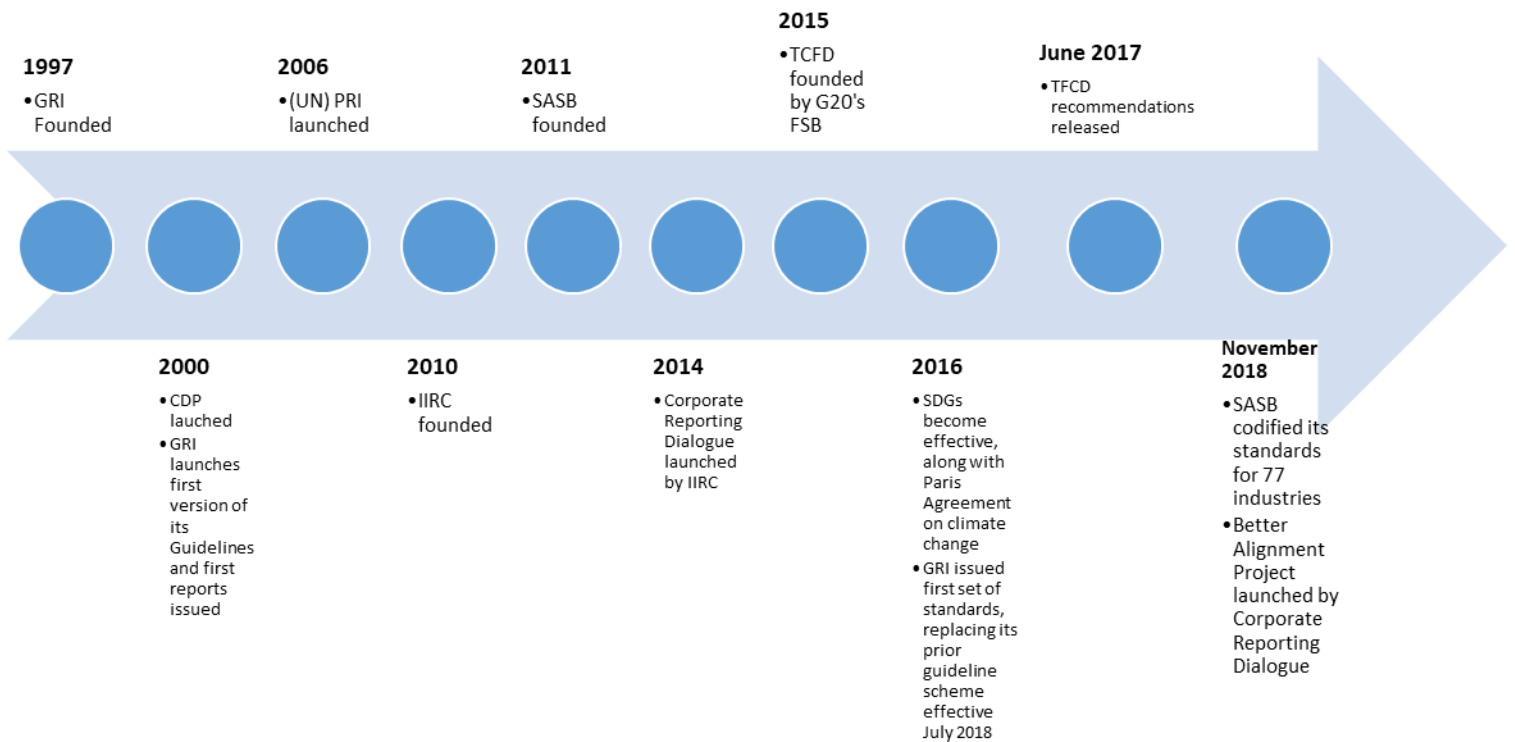 1997
•GRI
Founded
2000
•CDP
lauched
•GRI
launches
first
version of
its
Guidelines
and first
reports
issued
2006
•(UN) PRI
launched
2010
•IIRC
founded
2011
•SASB
founded
2014
•Corporate
Reporting
Dialogue
launched
by IIRC
2015
•TCFD
founded
by G20's
FSB
2016
•SDGs
become
effective,
along with
Paris
Agreement
on climate
change
•GRI issued
first set of
standards,
replacing its
prior
guideline
scheme
effective
July 2018
June 2017
•TFCD
recommendations
released
November
2018
•SASB
codified its
standards
for 77
industries
•Better
Alignment
Project
launched by
Corporate
Reporting
Dialogue